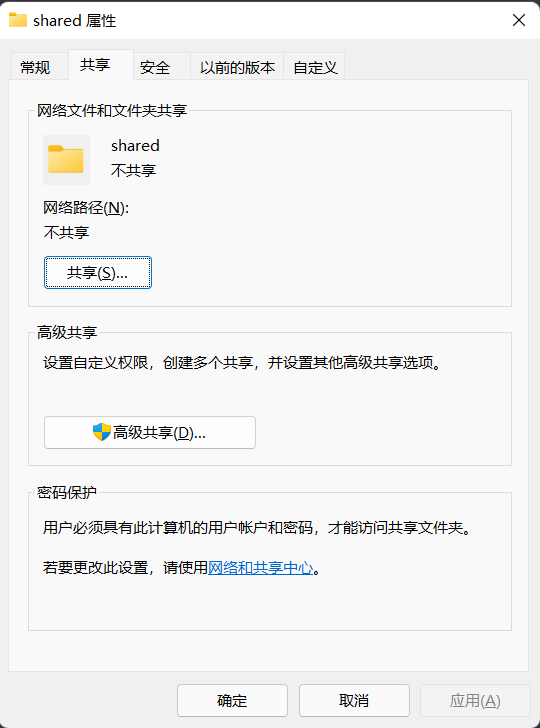 shared 属性
常规
共享
安全
以前的版本
自定义
网络文件和文件夹共享
shared
不共享
网络路径(N):
不共享
共享(S)...
高级共享
设置自定义权限，创建多个共享，并设置其他高级共享选项。
高级共享(D)...
密码保护
用户必须具有此计算机的用户帐户和密码，才能访问共享文件夹。
若要更改此设置，请使用网络和共享中心。
确定
取消
应用(A)